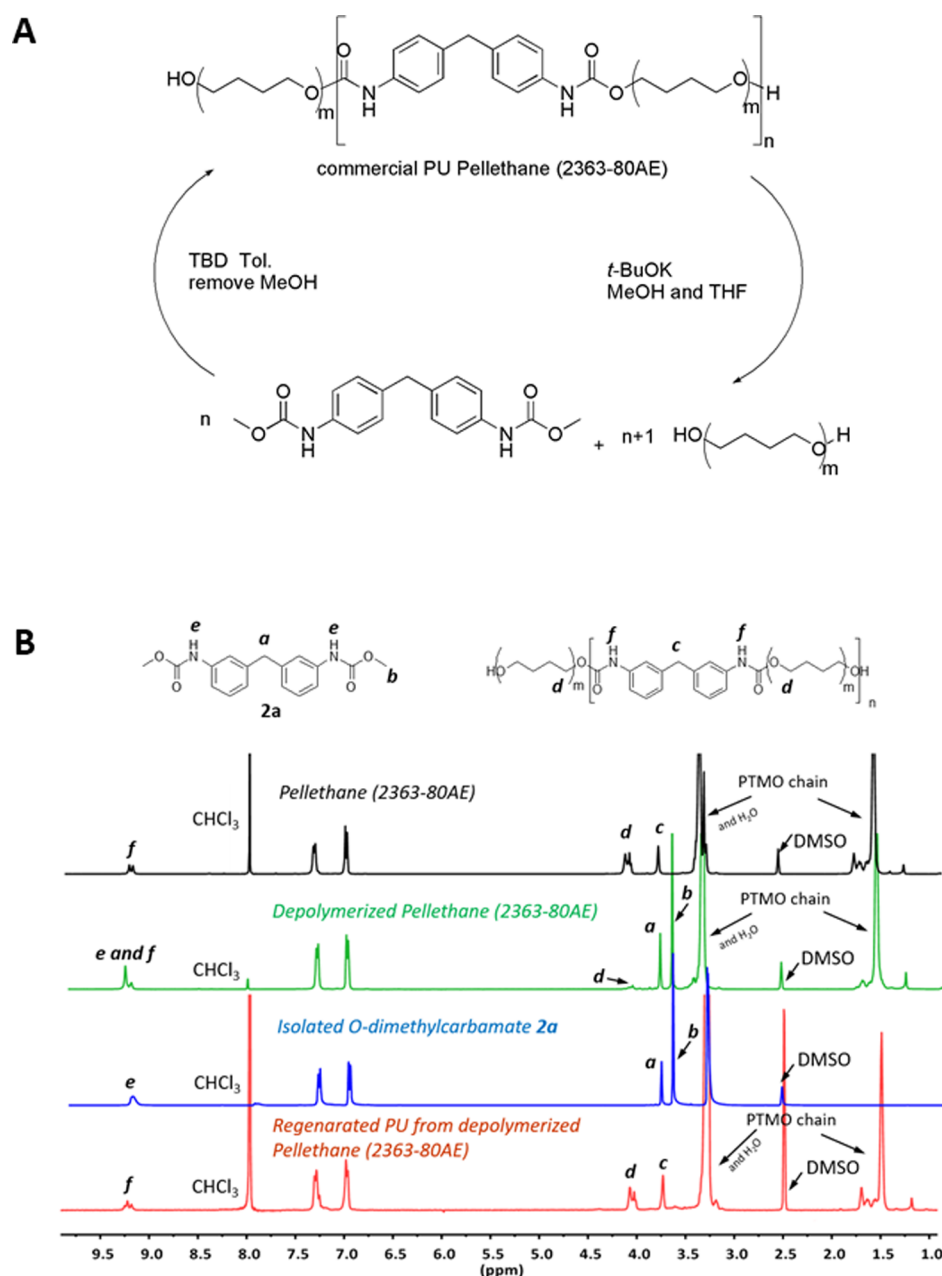 A
HO
O
O
N
H
O
N
H
O
O
H
m
m
n
commercial PU Pellethane (2363-80AE)
TBD Tol.
remove MeOH
t-BuOK
MeOH and THF
n
O
O
N
H
O
N
H
O
+
n+1
HO
O
H
m
B
e
H
N
O
O
a
e
H
N
O
O
b
2a
HO
d
O
m
O
f
H
N
c
f
H
N
O
O
d
m
OH
n
Pellethane (2363-80AE)
PTMO chain
and H2O
CHCl3
DMSO
f
d
c
Depolymerized Pellethane (2363-80AE)
PTMO chain
and H2O
e and f
CHCl3
d
a
b
DMSO
Isolated O-dimethylcarbamate 2a
e
CHCl3
a
b
DMSO
Regenarated PU from depolymerized
Pellethane (2363-80AE)
PTMO chain
and H2O
DMSO
f
CHCl3
d
c
9.5 9.0 8.5 8.0 7.5 7.0 6.5 6.0 5.5 5.0 4.5 4.0 3.5 3.0 2.5 2.0 1.5 1.0
(ppm)